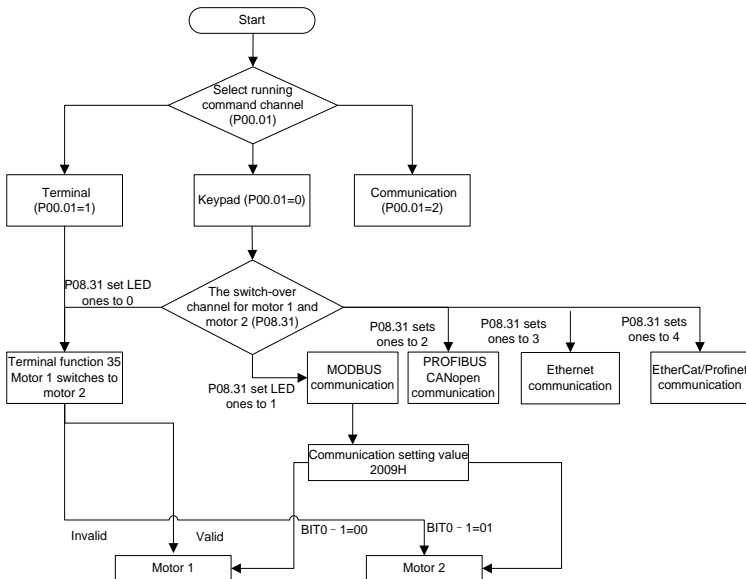 Start
Select running
command channel
(P00.01)
Terminal
(P00.01=1)
Keypad (P00.01=0)
Communication
(P00.01=2)
P08.31 set LED
ones to 0
The switch-over
channel for motor 1 and
motor 2 (P08.31)
P08.31 sets
ones to 2
P08.31 sets
ones to 3
P08.31 sets
ones to 4
Terminal function 35
Motor 1 switches to
motor 2
P08.31 set LED
ones to 1
MODBUS
communication
PROFIBUS
CANopen
communication
Ethernet
communication
EtherCat/Profinet
communication
Communication setting value
2009H
Invalid
Valid
BIT0﹣1=00
BIT0﹣1=01
Motor 1
Motor 2